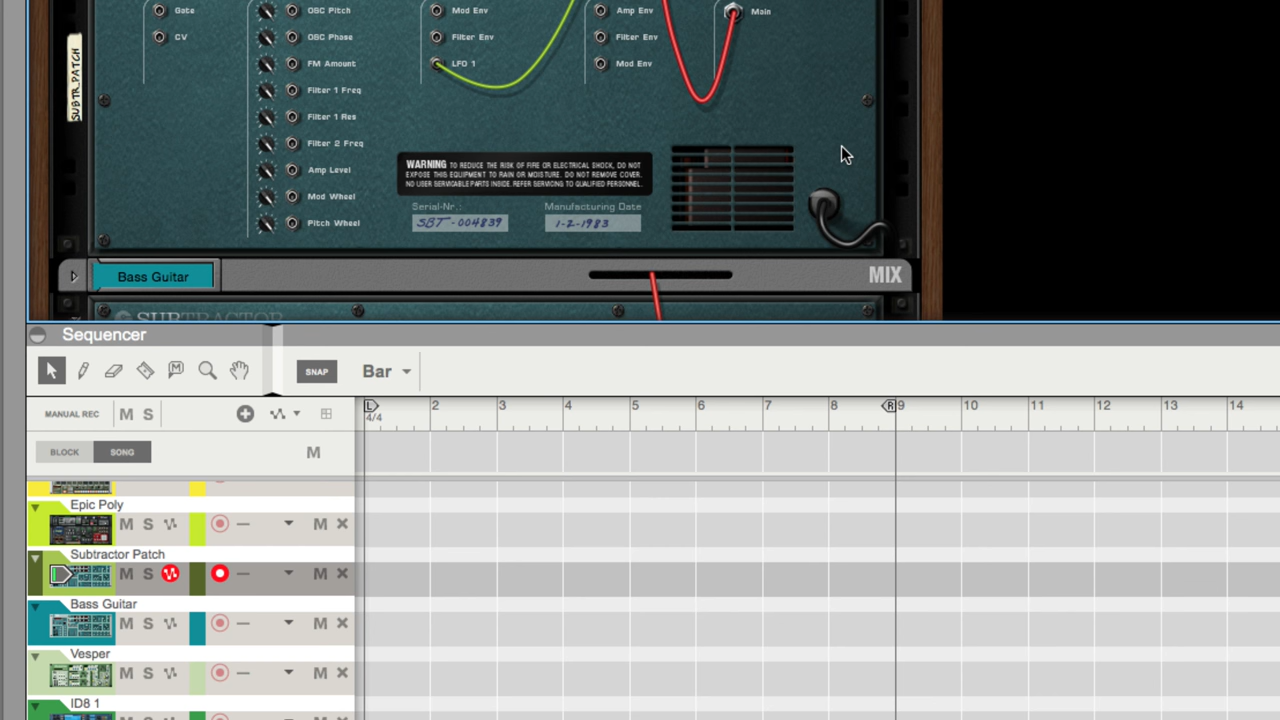 Gate
CV
OSC Pitch
OSC Phase
FM Amount
Filter 1 Freq
Filter 1 Res
Filter 2 Freq
Amp Level
Mod Wheel
Pitch Wheel
Mod Env
Filter Env
LFO 1
Amp Env
Filter Env
Mod Env
Main
SUBTR.PATCH
WARNING TO REDUCE THE RISK OF FIRE OR ELECTRICAL SHOCK, DO NOT
EXPOSE THIS EQUIPMENT TO RAIN OR MOISTURE. DO NOT REMOVE COVER.
NO USER SERVICABLE PARTS INSIDE. REFER SERVICING TO QUALIFIED PERSONNEL.
Serial-Nr.:
Manufacturing Date
SBT-004839
1-2-1983
Bass Guitar
MIX
SUBTRACTOR
Sequencer
M
SNAP
Bar
MANUAL REC M S
L 2 3 4 5 6 7 8 R 9 10 11 12 13 14
4/4
BLOCK SONG M
Epic Poly
M S M
Subtractor Patch
M S M
Bass Guitar
M S M
Vesper
M S M
ID8 1